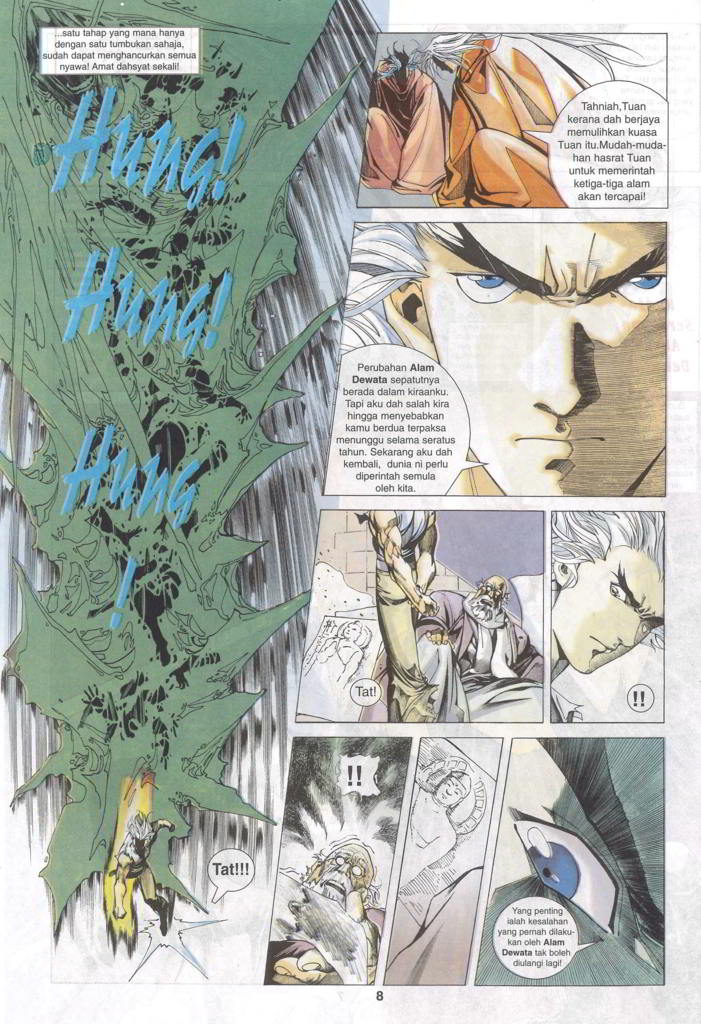 ...satu tahap yang mana hanya
dengan satu tumbukan sahaja,
sudah dapat menghancurkan semua
nyawa! Amat dahsyat sekali!
Hung!
Hung!
Hung
!
Tat!!!
Tahniah,Tuan
kerana dah berjaya
memulihkan kuasa
Tuan itu.Mudah-muda-
han hasrat Tuan
untuk memerintah
ketiga-tiga alam
akan tercapai!
Perubahan Alam
Dewata sepatutnya
berada dalam kiraanku.
Tapi aku dah salah kira
hingga menyebabkan
kamu berdua terpaksa
menunggu selama seratus
tahun. Sekarang aku dah
kembali, dunia ni perlu
diperintah semula
oleh kita.
Tat!
!!
!!
Yang penting
ialah kesalahan
yang pernah dilaku-
kan oleh Alam
Dewata tak boleh
diulangi lagi!
8